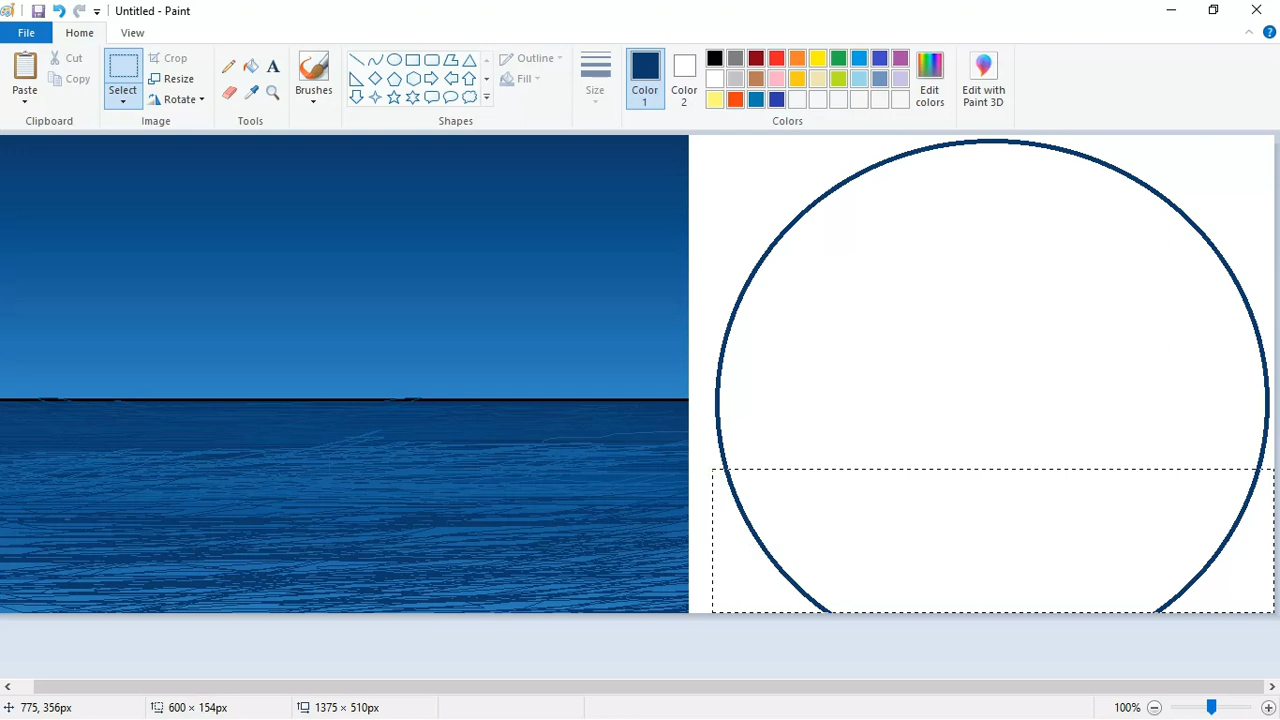 Untitled - Paint
File Home View
Paste
Cut
Copy
Clipboard
Select
Crop
Resize
Rotate
Image
Tools
Brushes
Shapes
Outline
Fill
Size
Color 1
Color 2
Edit colors
Colors
Edit with Paint 3D
775, 356px
600 × 154px
1375 × 510px
100%